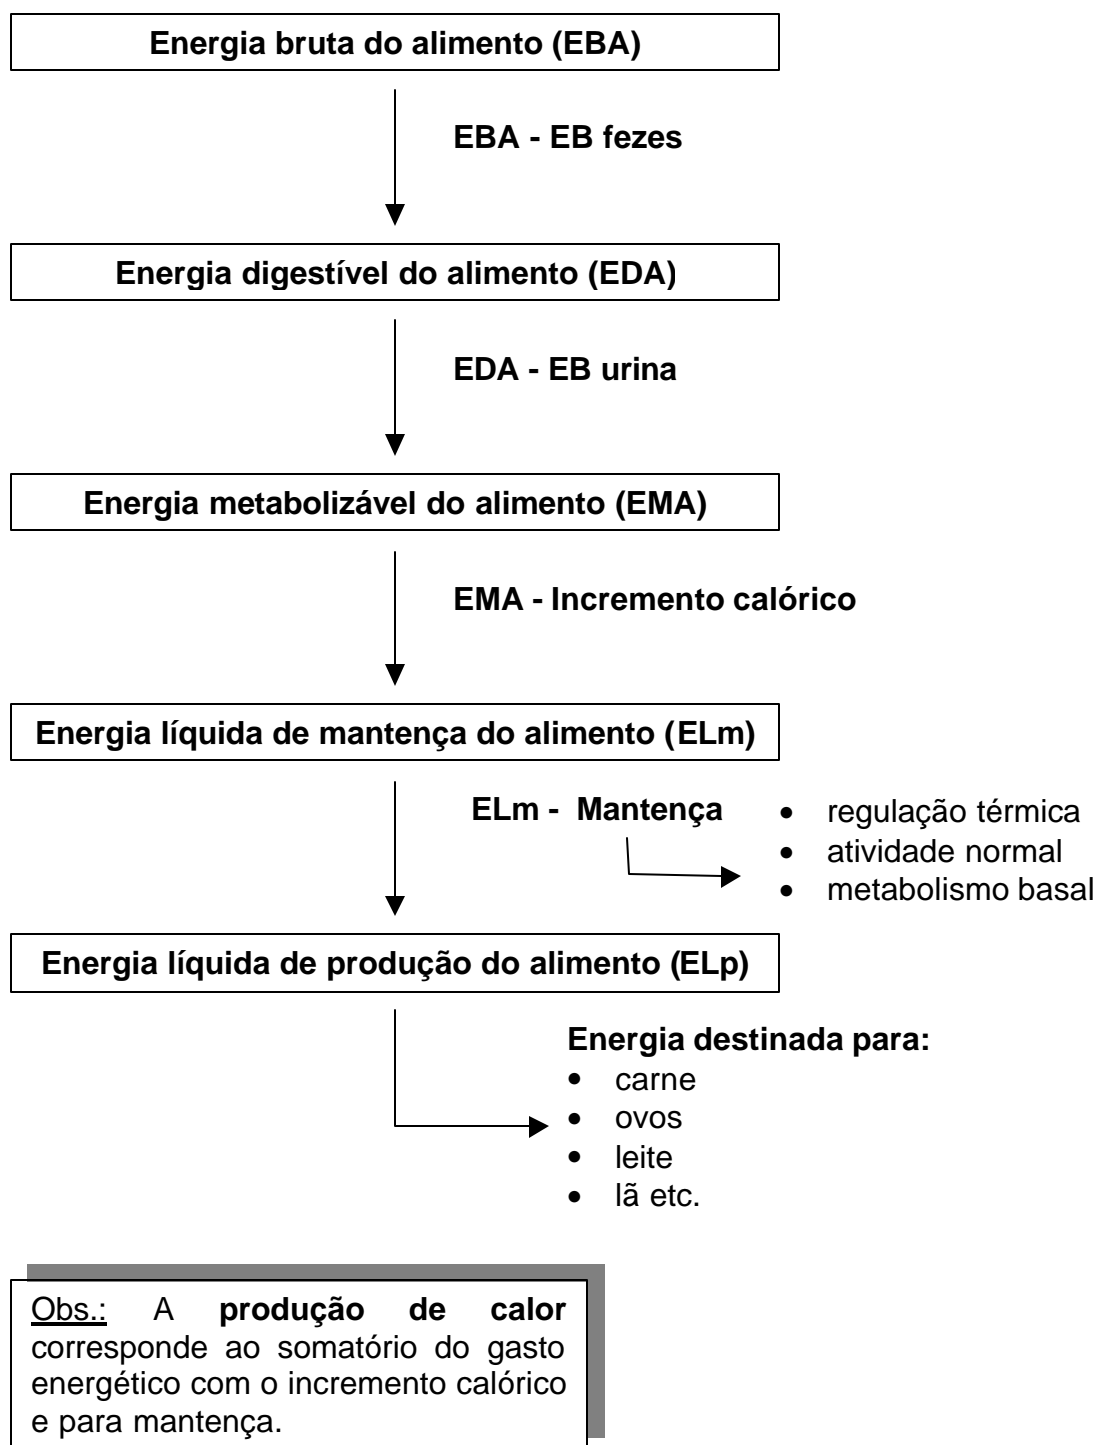 Energia bruta do alimento (EBA)
EBA - EB fezes
Energia digestível do alimento (EDA)
EDA - EB urina
Energia metabolizável do alimento (EMA)
EMA - Incremento calórico
Energia líquida de mantença do alimento (ELm)
ELm - Mantença
• regulação térmica
• atividade normal
• metabolismo basal
Energia líquida de produção do alimento (ELp)
Energia destinada para:
• carne
• ovos
• leite
• lã etc.
Obs.: A produção de calor
corresponde ao somatório do gasto
energético com o incremento calórico
e para mantença.